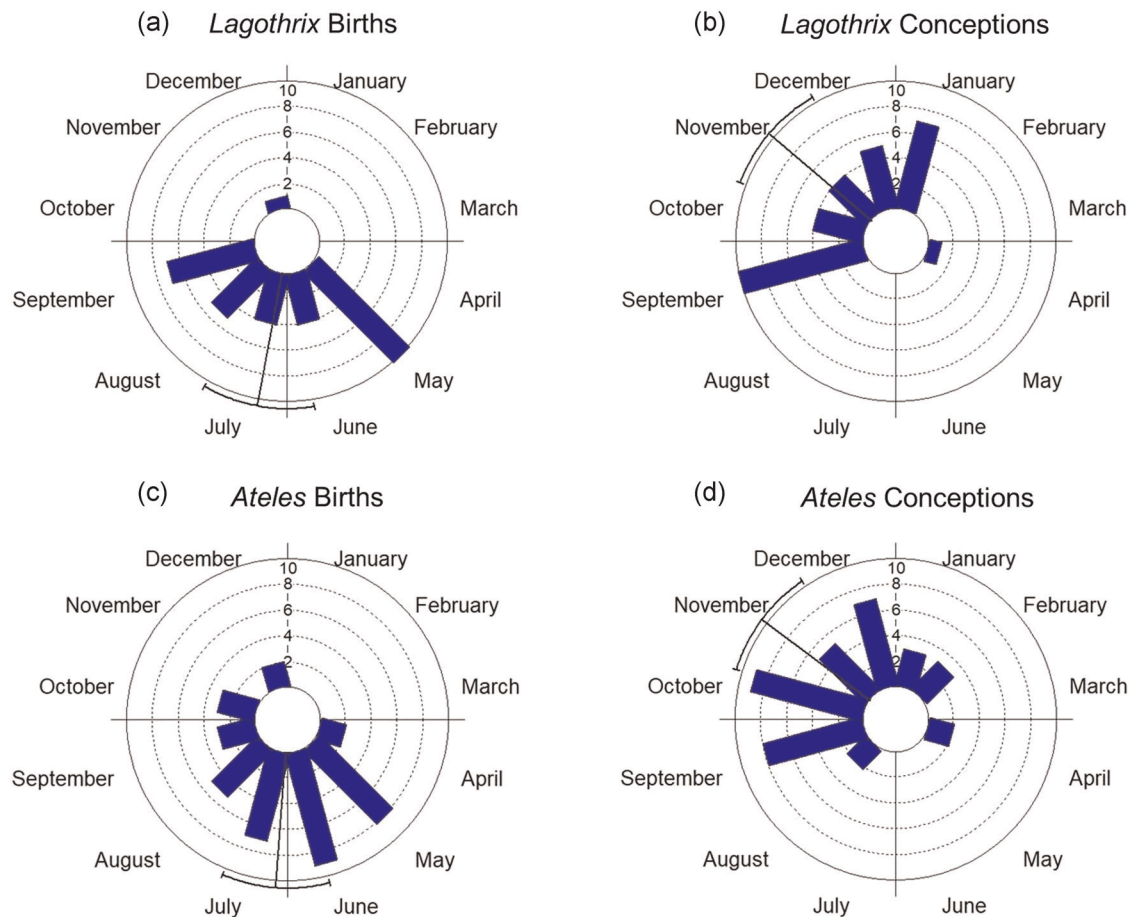 (a) Lagothrix Births
(b) Lagothrix Conceptions
December January
November February
October March
September April
August May
July June
10
8
6
4
2
December January
November February
October March
September April
August May
July June
10
8
6
4
2
(c) Ateles Births
(d) Ateles Conceptions
December January
November February
October March
September April
August May
July June
10
8
6
4
2
December January
November February
October March
September April
August May
July June
10
8
6
4
2